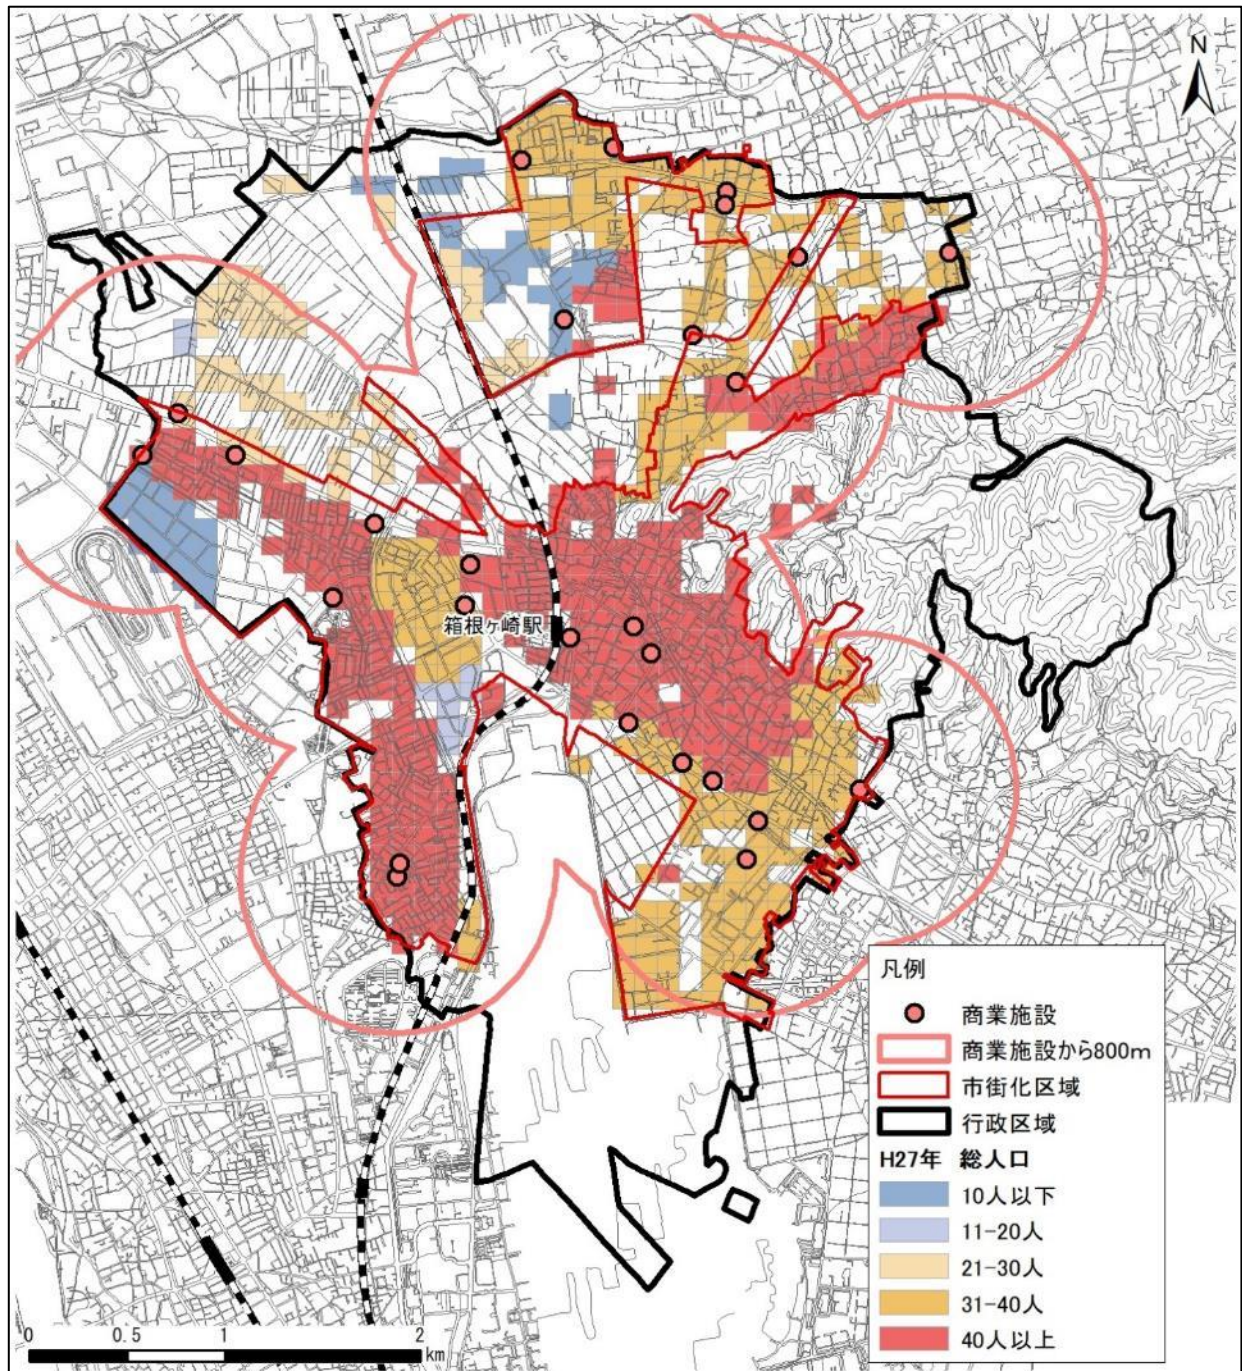 N
箱根ヶ崎駅
凡例
商業施設
商業施設から800m
市街化区域
行政区域
H27年 総人口
10人以下
11-20人
21-30人
31-40人
40人以上
0 0.5 1 2
km